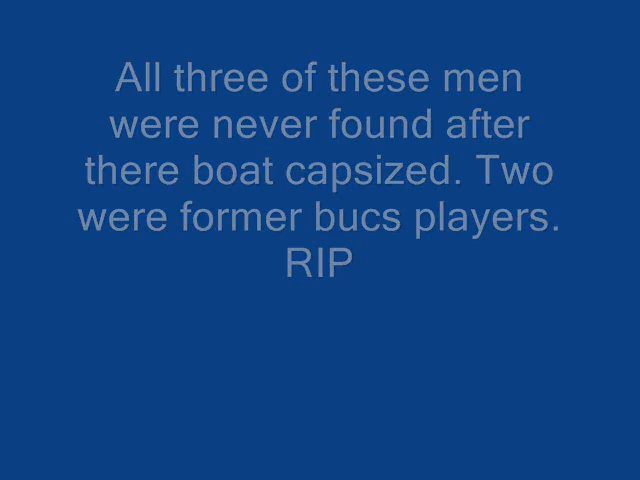 All three of these men
were never found after
there boat capsized. Two
were former bucs players.
RIP